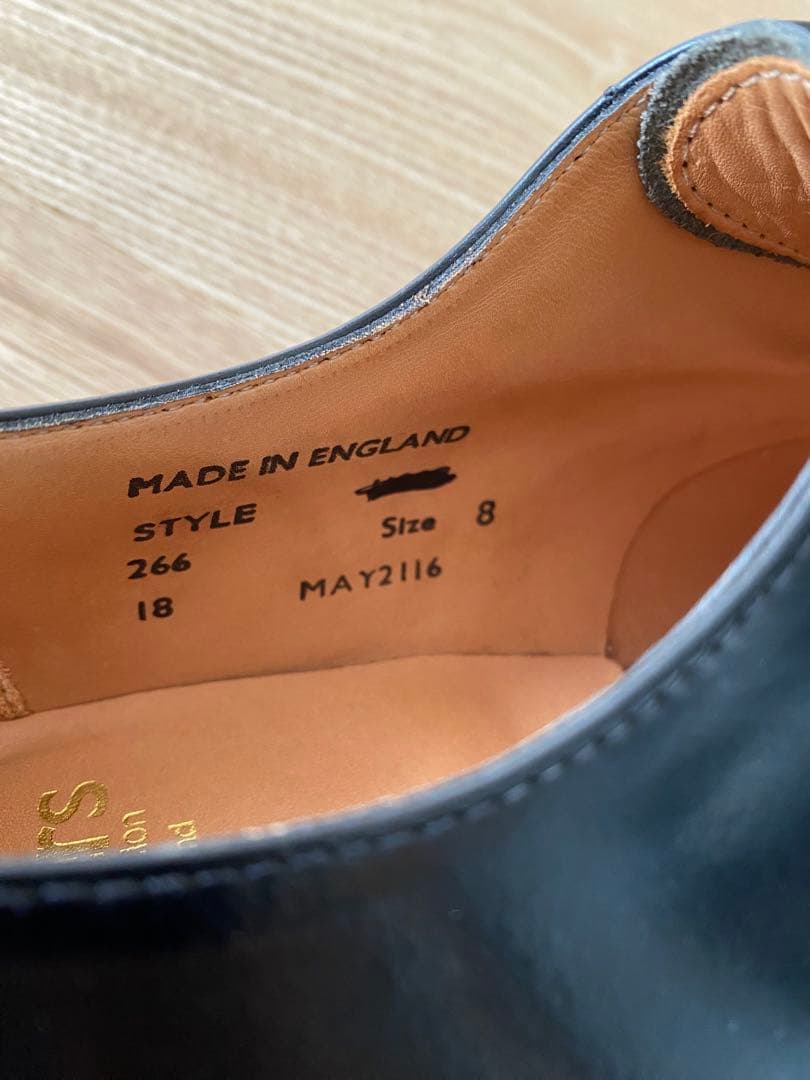 MADE IN ENGLAND
STYLE
Size 8
266
18
MAY2116